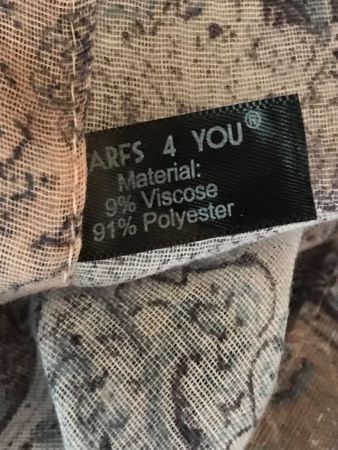 ARFS 4 YOU®
Material:
9% Viscose
91% Polyester